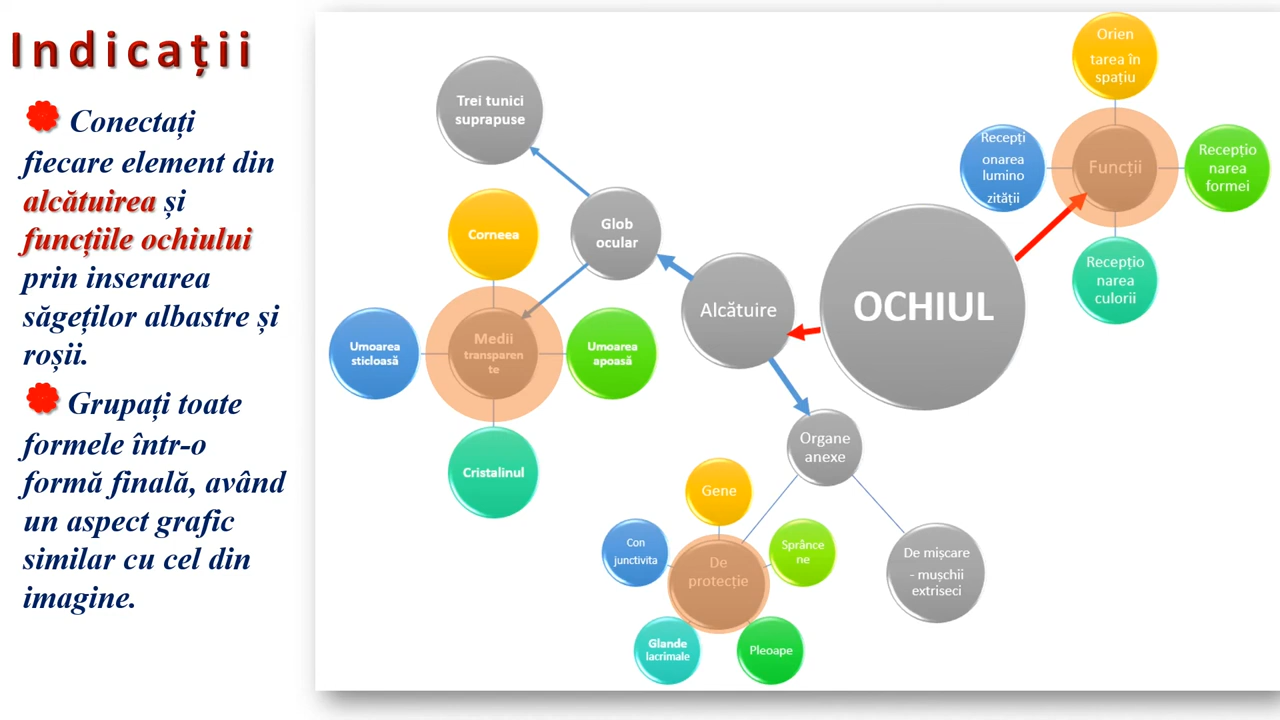 Indicații
Conectați
fiecare element din
alcătuirea și
funcțiile ochiului
prin inserarea
săgeților albastre și
roșii.
Grupați toate
formele într-o
formă finală, având
un aspect grafic
similar cu cel din
imagine.
Trei tunici
suprapuse
Corneea
Glob
ocular
Umoarea
sticloasă
Medii
transparen
te
Umoarea
apoasă
Cristalinul
Alcătuire
OCHIUL
Orien
tarea în
spațiu
Recepți
onarea
lumino
zității
Funcții
Recepțio
narea
formei
Recepțio
narea
culorii
Organe
anexe
Gene
Con
junctivita
De
protecție
Sprânce
ne
Glande
lacrimale
Pleoape
De mișcare
- mușchii
extriseci